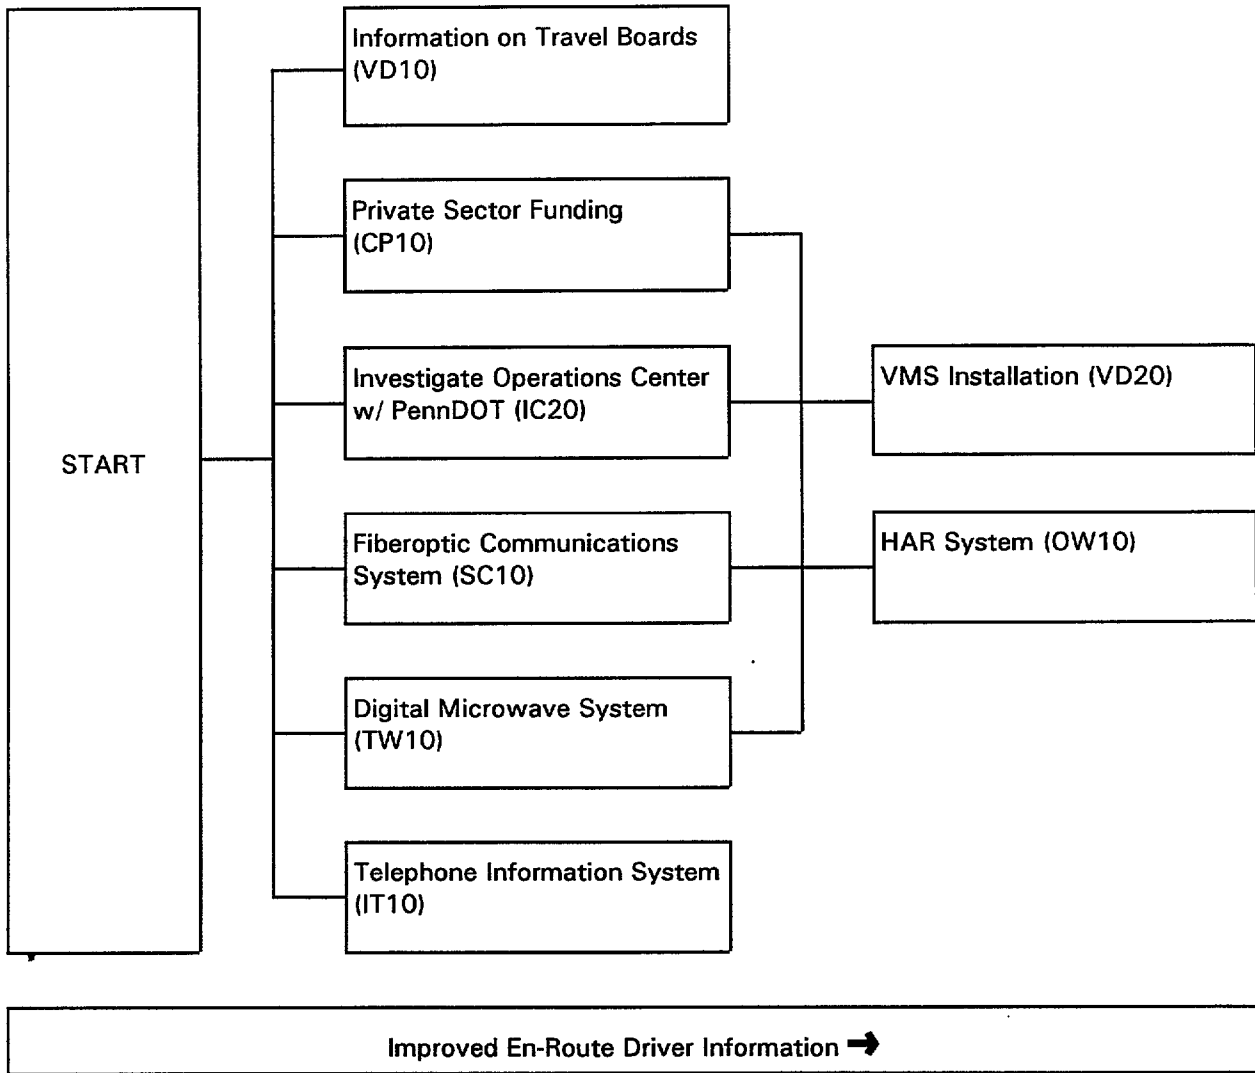 START
Information on Travel Boards
(VD10)
Private Sector Funding
(CP10)
Investigate Operations Center
w/ PennDOT (IC20)
Fiberoptic Communications
System (SC10)
Digital Microwave System
(TW10)
Telephone Information System
(IT10)
VMS Installation (VD20)
HAR System (OW10)
Improved En-Route Driver Information ➔